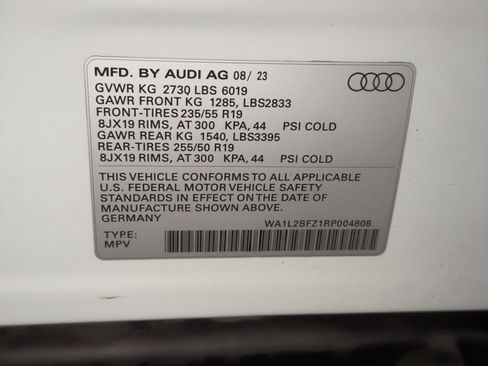 MFD. BY AUDI AG 08/23
GVWR KG 2730 LBS 6019
GAWR FRONT KG 1285, LBS2833
FRONT-TIRES 235/55 R19
8JX19 RIMS, AT 300 KPA, 44 PSI COLD
GAWR REAR KG 1540, LBS3395
REAR-TIRES 255/50 R19
8JX19 RIMS, AT 300 KPA, 44 PSI COLD
THIS VEHICLE CONFORMS TO ALL APPLICABLE
U.S. FEDERAL MOTOR VEHICLE SAFETY
STANDARDS IN EFFECT ON THE DATE OF
MANUFACTURE SHOWN ABOVE.
GERMANY
WA1L2BFZ1RP004808
TYPE:
MPV